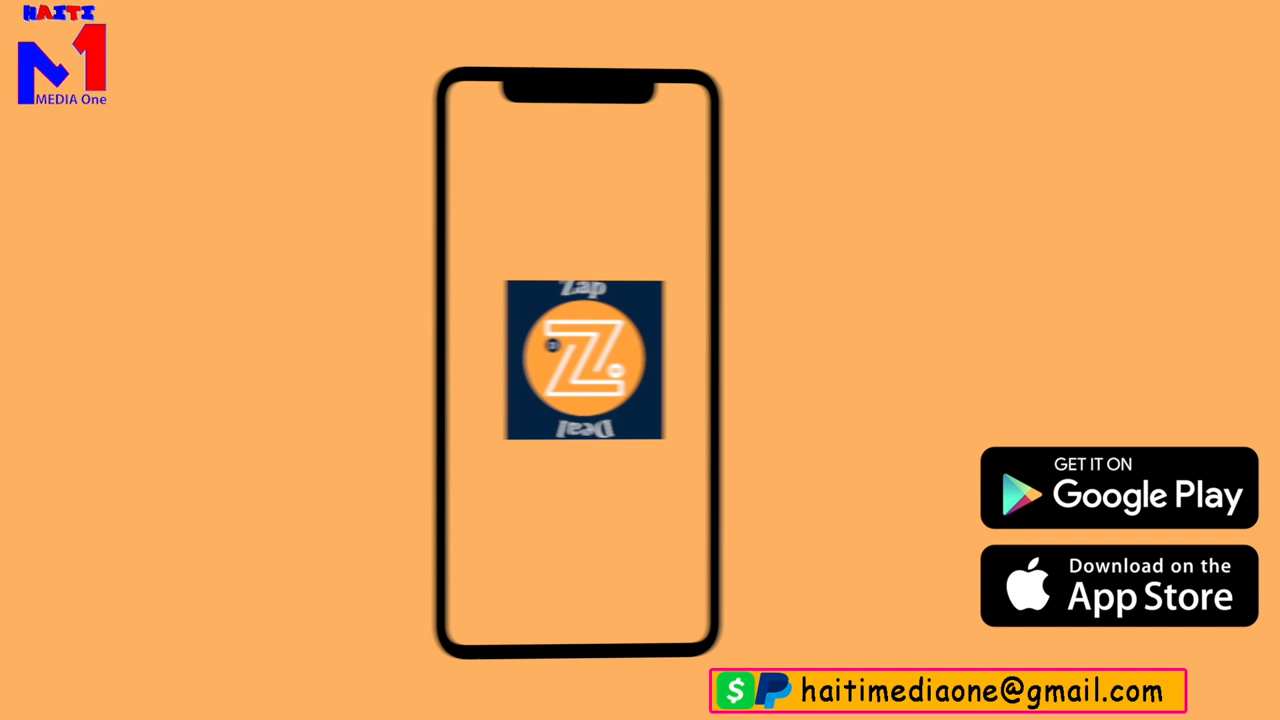 HAITI
M1
MEDIA One
Zap
Z
Deal
GET IT ON
Google Play
Download on the
App Store
$ P haitimediaone@gmail.com